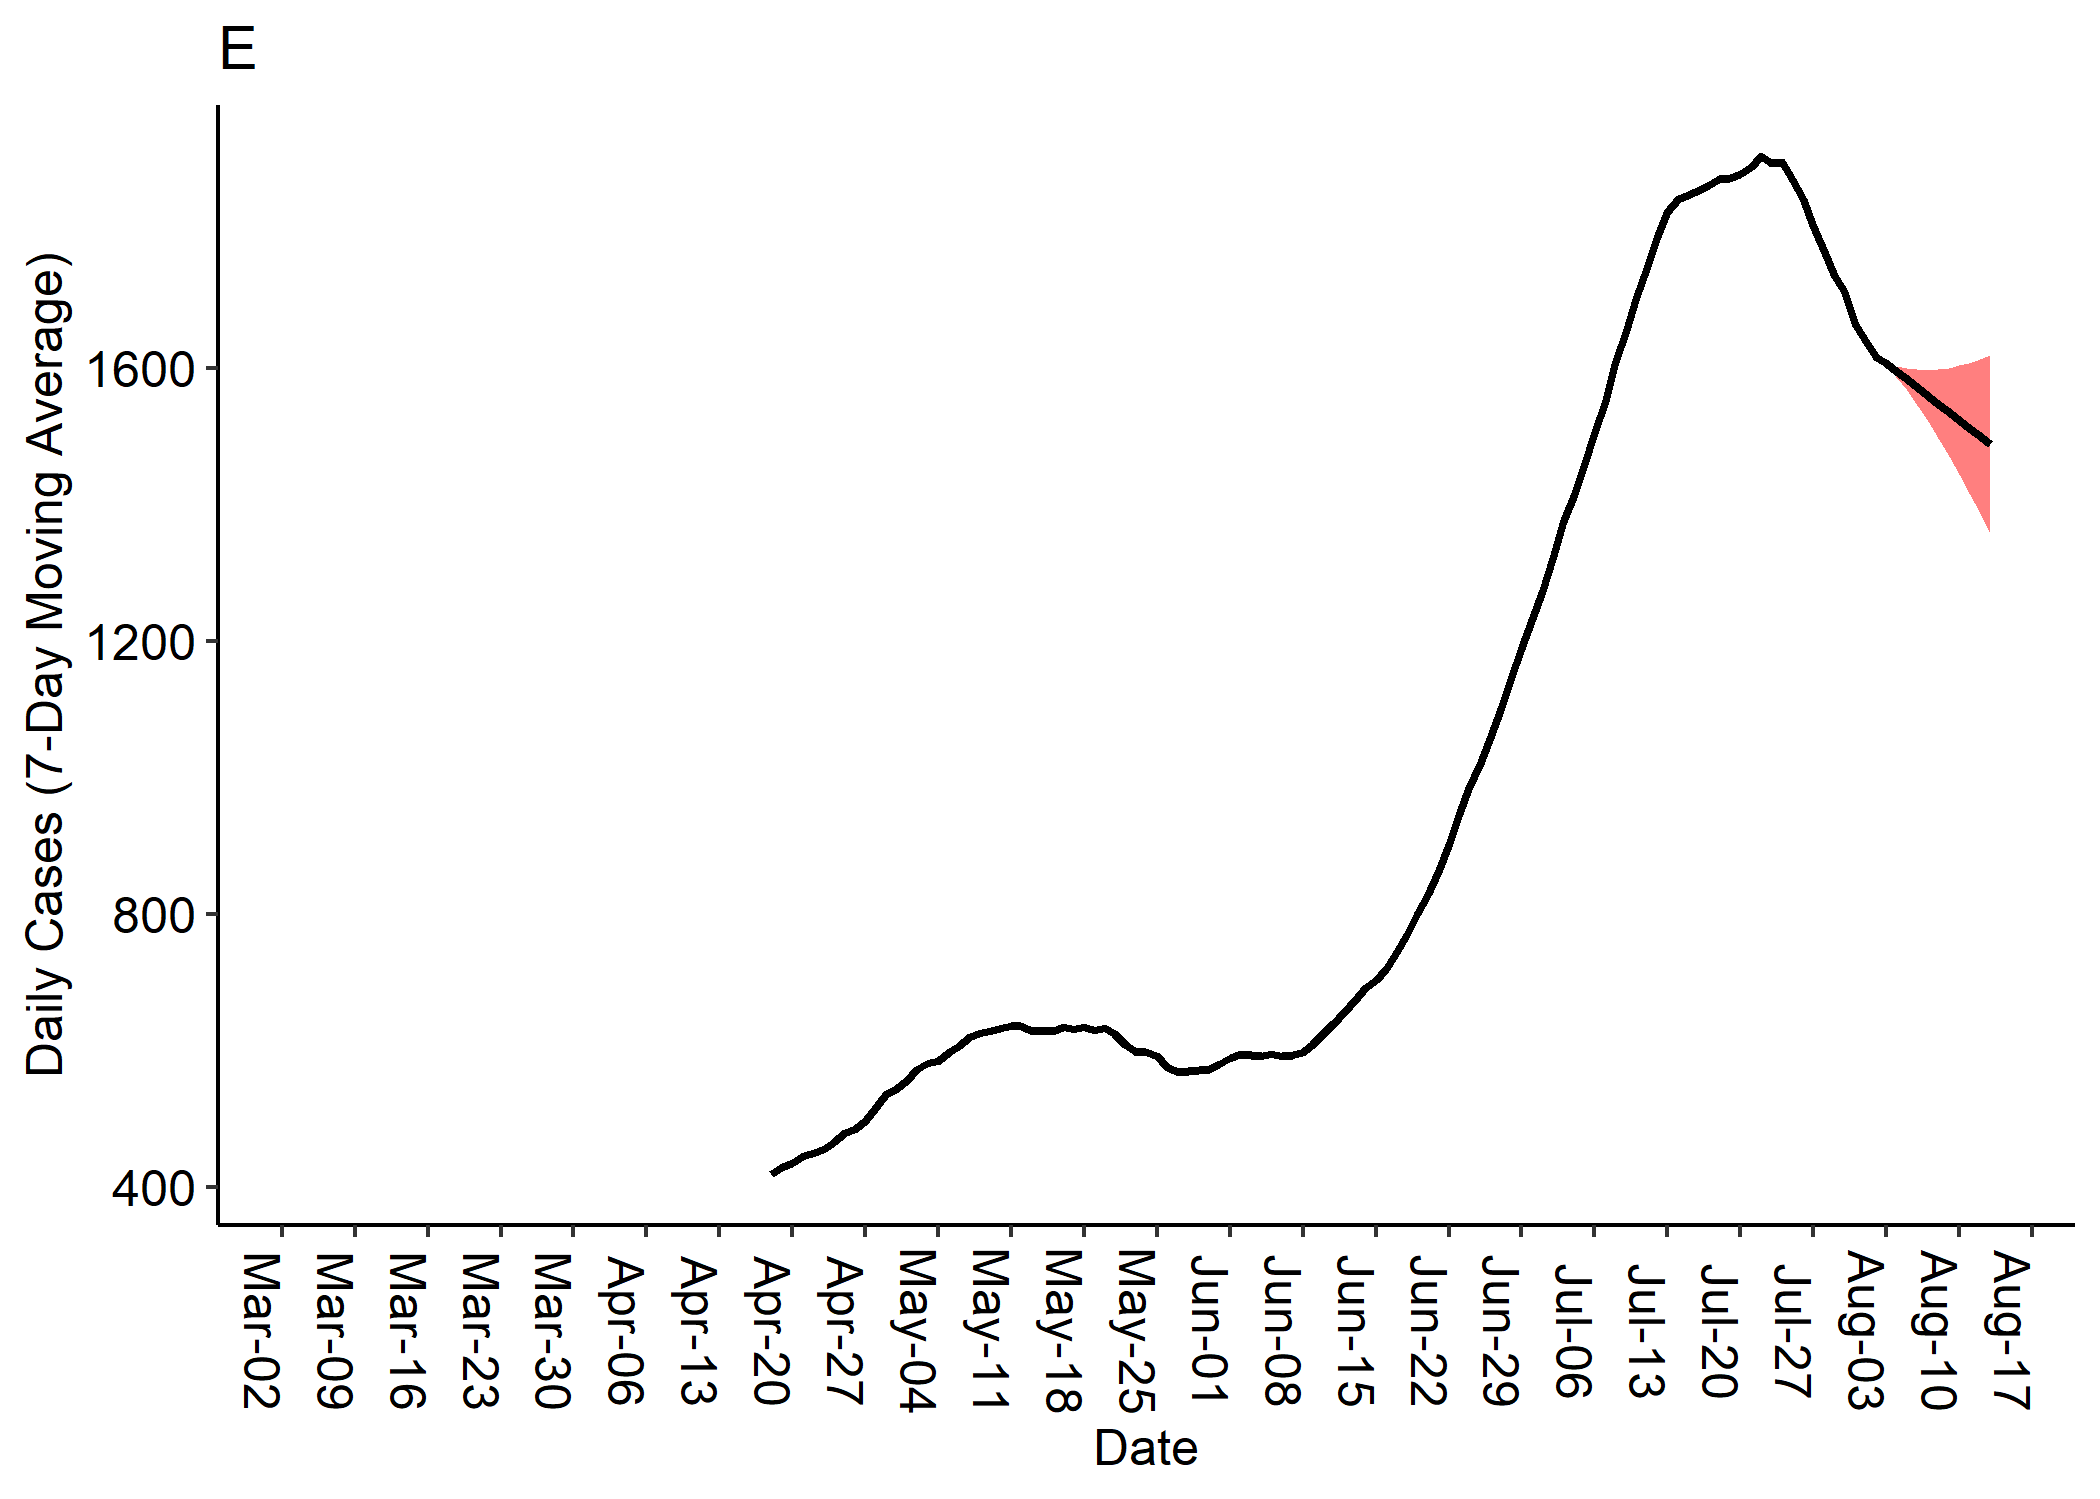 E
Daily Cases (7-Day Moving Average)
1600
1200
800
400
Mar-02
Mar-09
Mar-16
Mar-23
Mar-30
Apr-06
Apr-13
Apr-20
Apr-27
May-04
May-11
May-18
May-25
Jun-01
Jun-08
Jun-15
Jun-22
Jun-29
Jul-06
Jul-13
Jul-20
Jul-27
Aug-03
Aug-10
Aug-17
Date